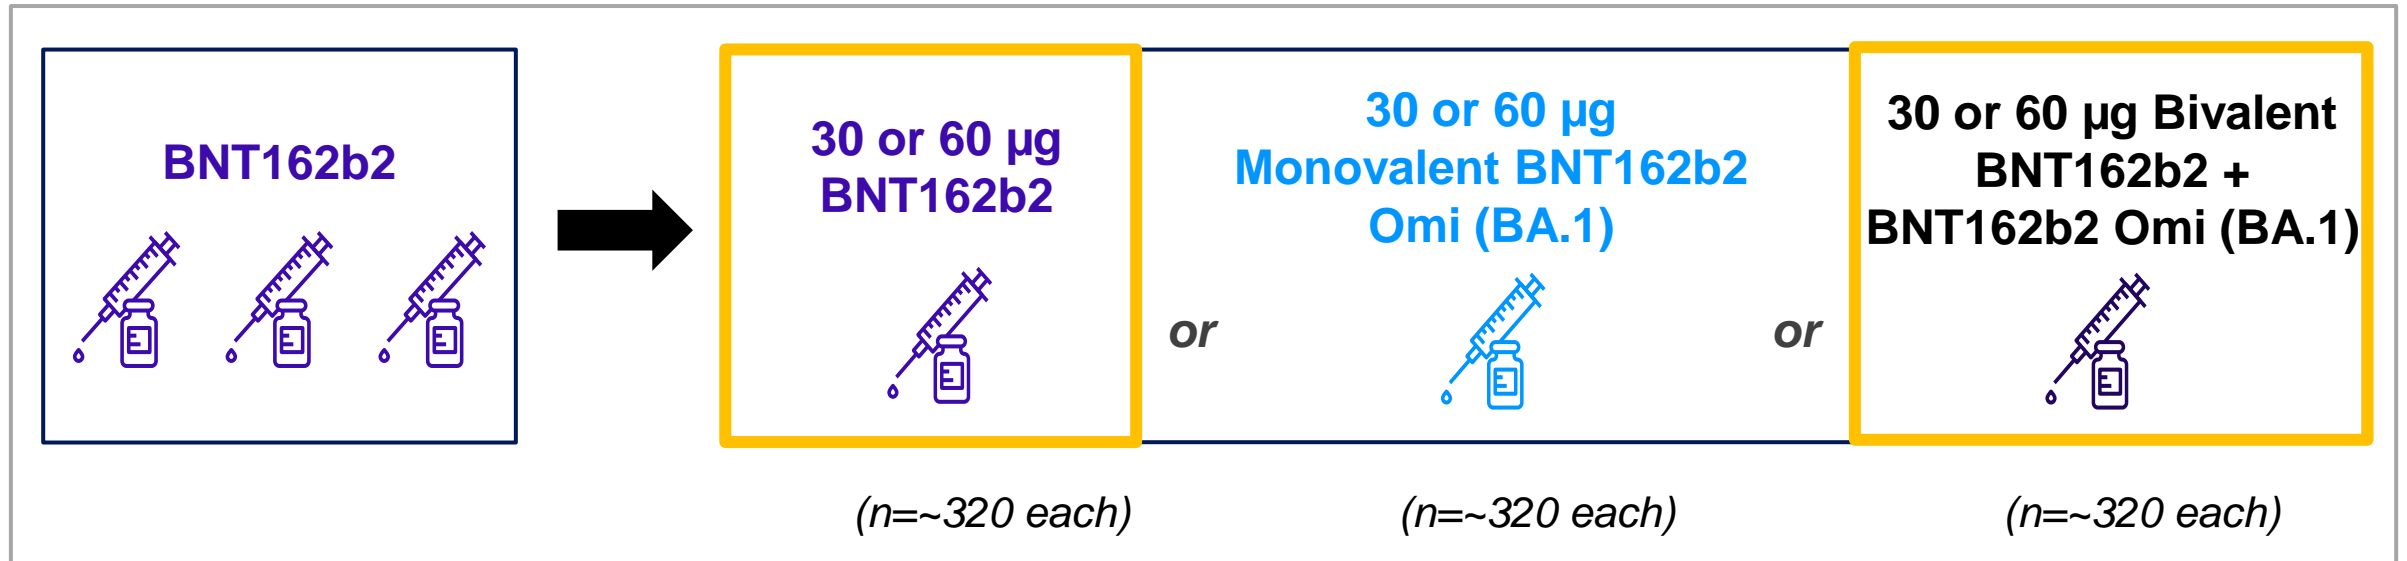 BNT162b2
30 or 60 µg
BNT162b2
or
30 or 60 µg
Monovalent BNT162b2
Omi (BA.1)
or
30 or 60 µg Bivalent
BNT162b2 +
BNT162b2 Omi (BA.1)
(n=~320 each)
(n=~320 each)
(n=~320 each)